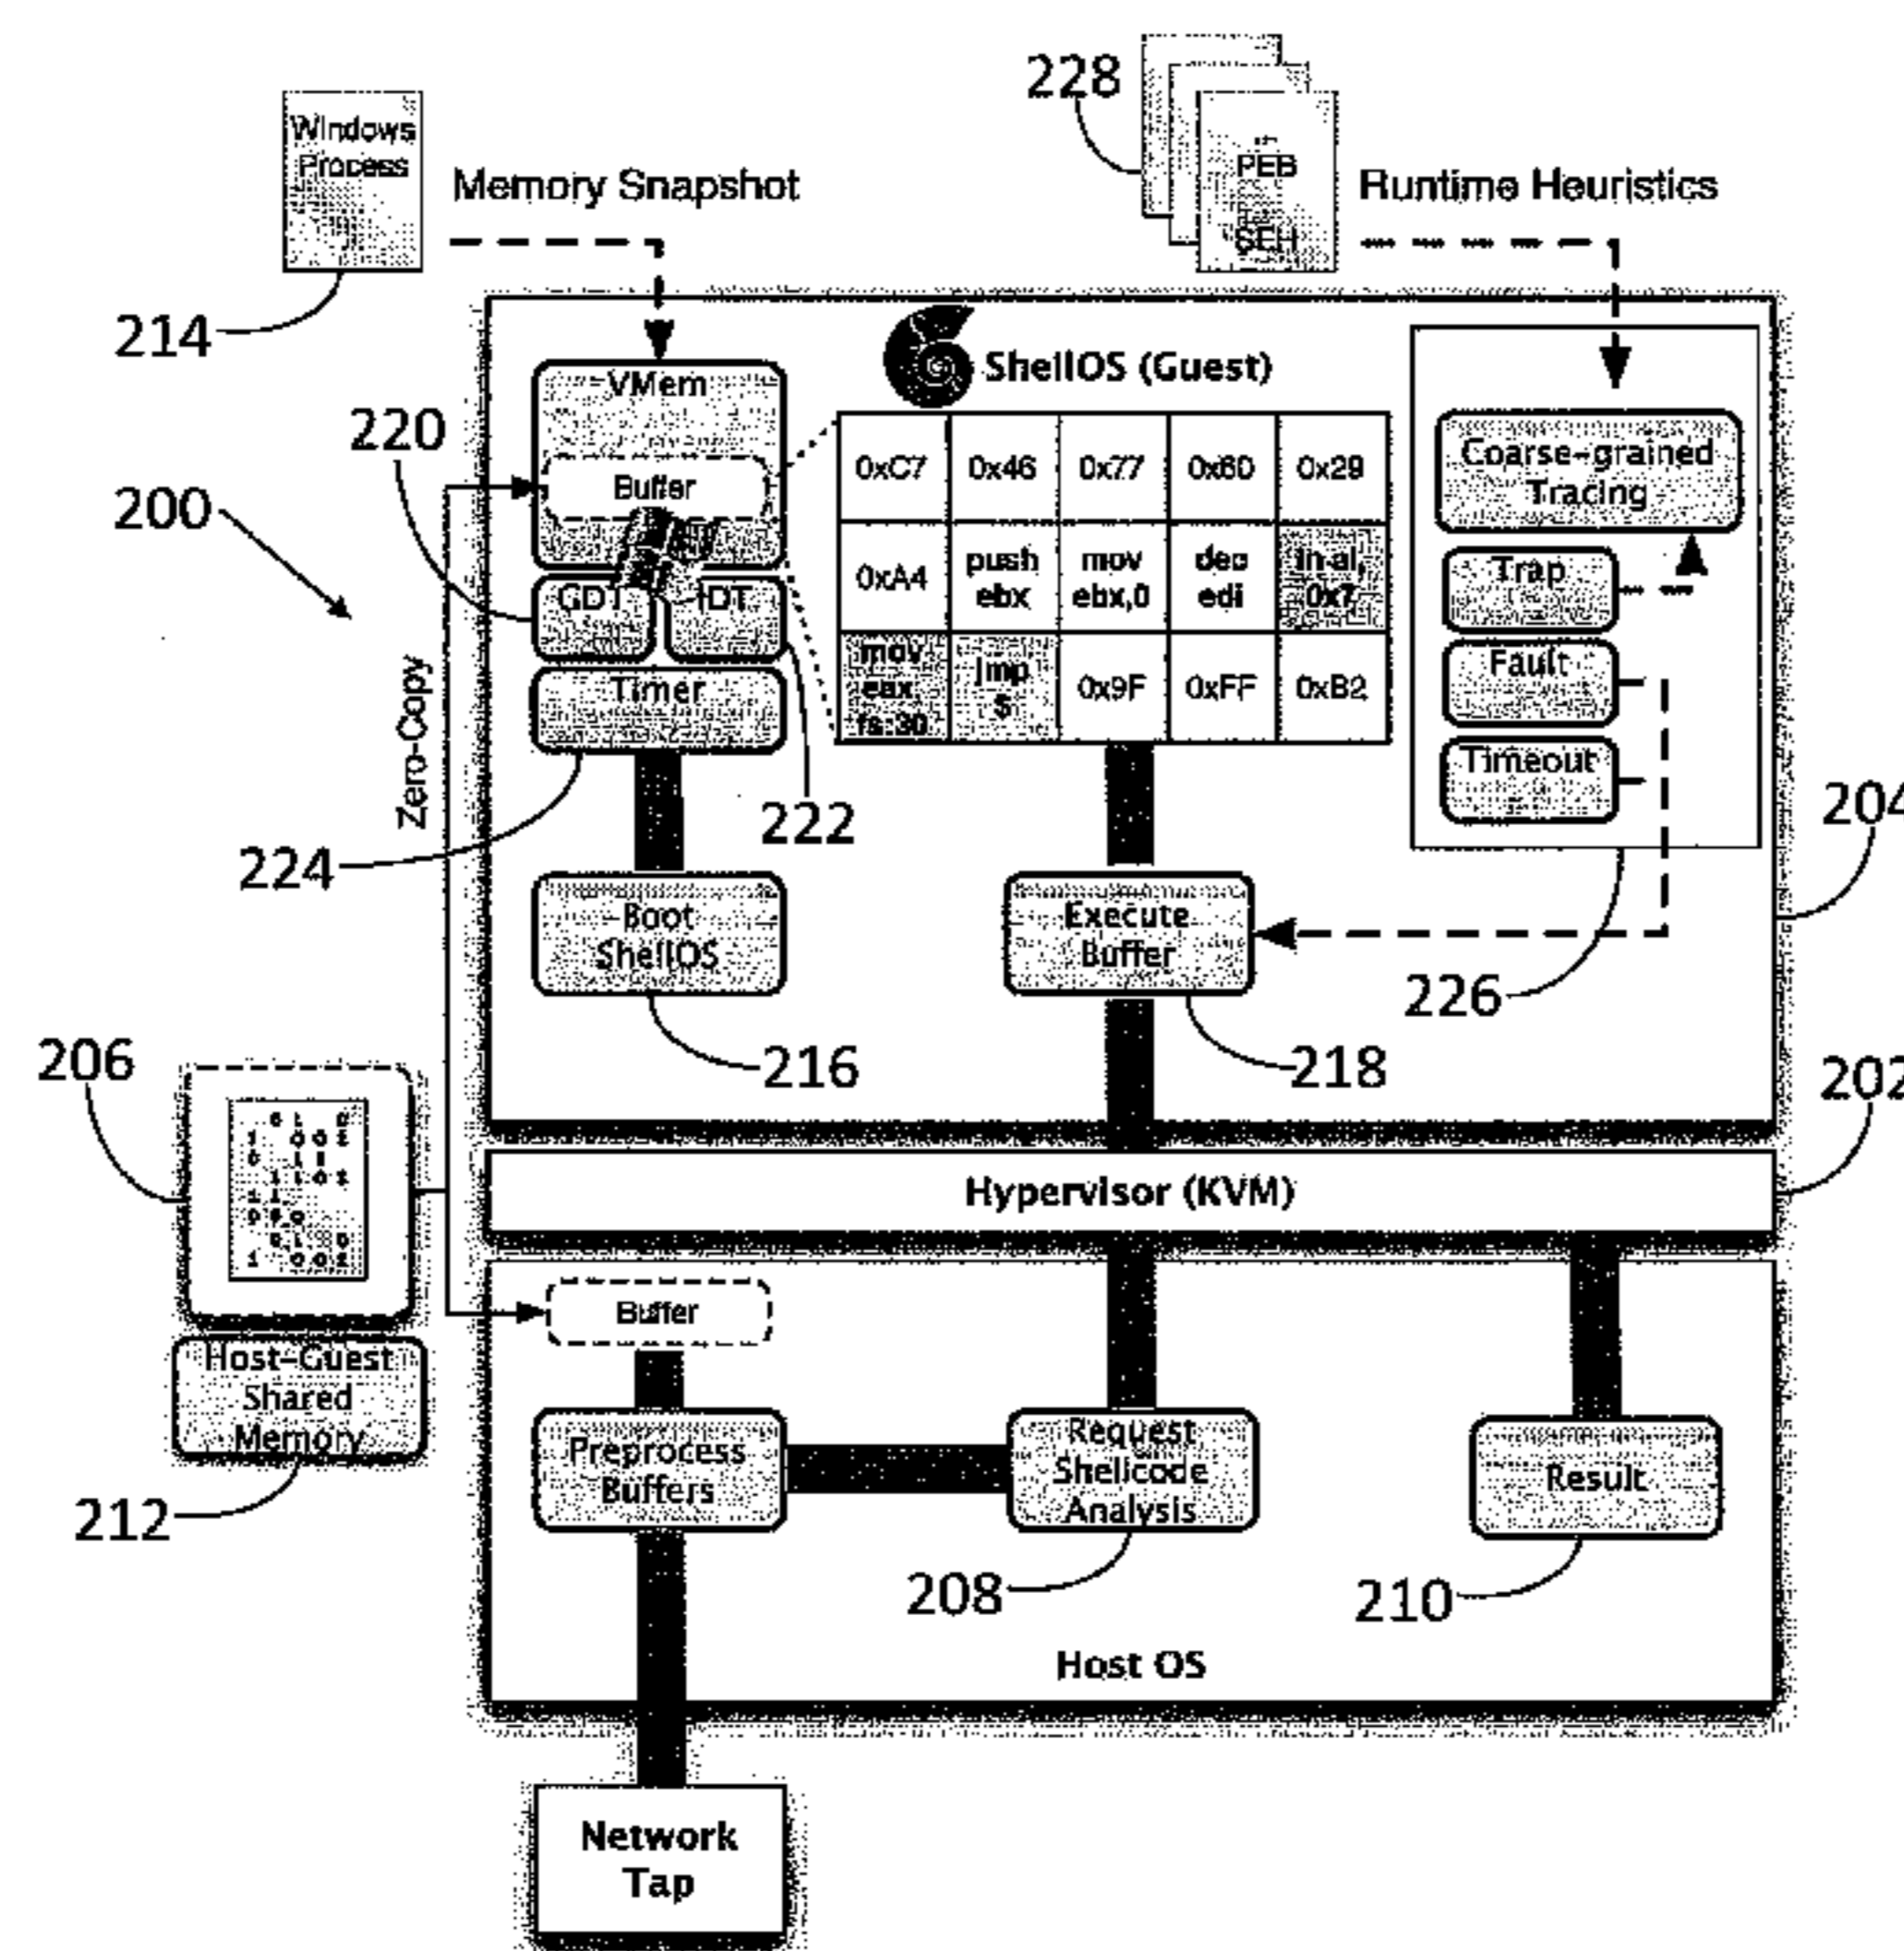 228
Windows
Process
Memory Snapshot
PEB
SEH
Runtime Heuristics
214
ShellOS (Guest)
VMem
220
Buffer
200
0xC7 0x46 0x77 0x60 0x29
0xA4 push ebx mov ebx,0 dec edi in al, 0x7
mov eax, fs:30 jmp $ 0x9F 0xFF 0xB2
Coarse-grained
Tracing
Trap
Fault
Timeout
GDT
IDT
Timer
Zero-Copy
222
224
204
Boot
ShellOS
Execute
Buffer
226
216
218
206
202
Hypervisor (KVM)
Buffer
Host-Guest
Shared
Memory
212
Preprocess
Buffers
Request
Shellcode
Analysis
Result
208
210
Host OS
Network
Tap